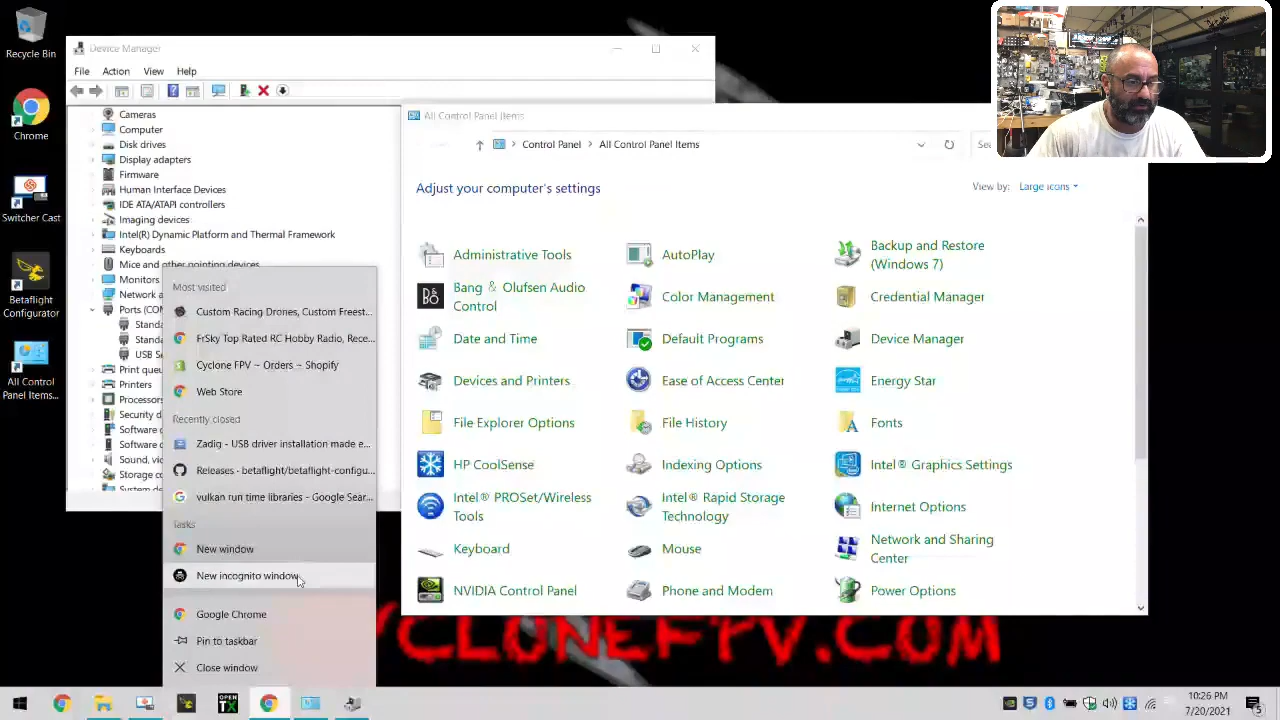 Recycle Bin
Chrome
Switcher Cast
Betaflight
Configurator
All Control
Panel Items...
Device Manager
File Action View Help
Cameras
Computer
Disk drives
Display adapters
Firmware
Human Interface Devices
IDE ATA/ATAPI controllers
Imaging devices
Intel(R) Dynamic Platform and Thermal Framework
Keyboards
Mice and other pointing devices
Monitors
Network a
Ports (CO
Standa
Standa
USB S
Print queu
Printers
Processors
Security d
Software c
Software d
Sound, vi
Storage co
System de
Most visited
Custom Racing Drones, Custom Freest...
FrSky Top Rated RC Hobby Radio, Rece...
Cyclone FPV ~ Orders ~ Shopify
Web Store
Recently closed
Zadig - USB driver installation made e...
Releases - betaflight/betaflight-configu...
vulkan run time libraries - Google Sear...
Tasks
New window
New incognito window
Google Chrome
Pin to taskbar
Close window
All Control Panel Items
Control Panel > All Control Panel Items
Sea
Adjust your computer's settings
View by: Large icons
Administrative Tools
AutoPlay
Backup and Restore
(Windows 7)
Bang & Olufsen Audio
Control
Color Management
Credential Manager
Date and Time
Default Programs
Device Manager
Devices and Printers
Ease of Access Center
Energy Star
File Explorer Options
File History
Fonts
HP CoolSense
Indexing Options
Intel® Graphics Settings
Intel® PROSet/Wireless
Tools
Intel® Rapid Storage
Technology
Internet Options
Keyboard
Mouse
Network and Sharing
Center
NVIDIA Control Panel
Phone and Modem
Power Options
YCLONEFPV.COM
OPEN
TX
10:26 PM
7/20/2021
5